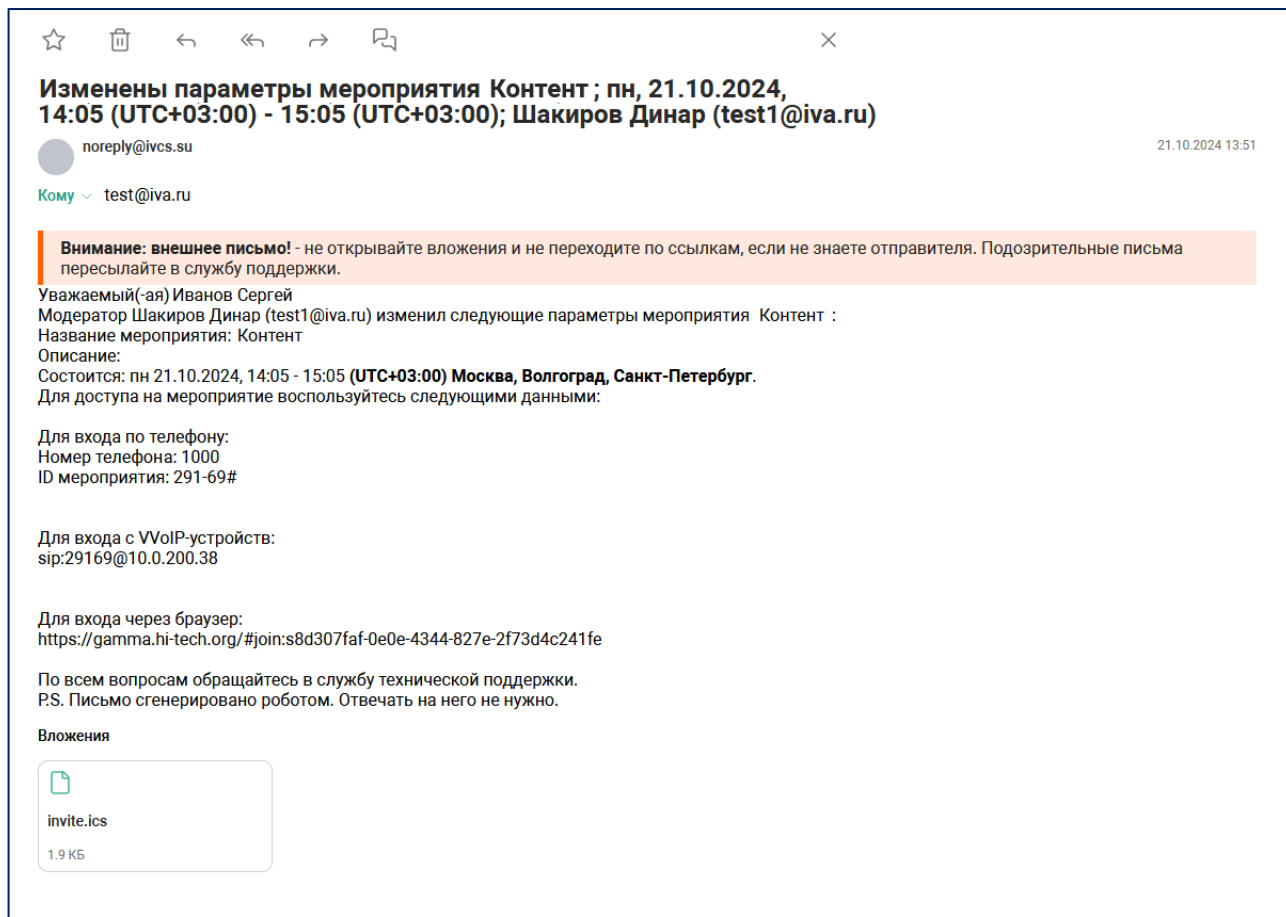 Изменены параметры мероприятия Контент ; пн, 21.10.2024,
14:05 (UTC+03:00) - 15:05 (UTC+03:00); Шакиров Динар (test1@iva.ru)
noreply@ivcs.su
21.10.2024 13:51
Кому test@iva.ru
Внимание: внешнее письмо! - не открывайте вложения и не переходите по ссылкам, если не знаете отправителя. Подозрительные письма
пересылайте в службу поддержки.
Уважаемый(-ая) Иванов Сергей
Модератор Шакиров Динар (test1@iva.ru) изменил следующие параметры мероприятия Контент :
Название мероприятия: Контент
Описание:
Состоится: пн 21.10.2024, 14:05 - 15:05 (UTC+03:00) Москва, Волгоград, Санкт-Петербург.
Для доступа на мероприятие воспользуйтесь следующими данными:
Для входа по телефону:
Номер телефона: 1000
ID мероприятия: 291-69#
Для входа с VVoIP-устройств:
sip:29169@10.0.200.38
Для входа через браузер:
https://gamma.hi-tech.org/#join:s8d307faf-0e0e-4344-827e-2f73d4c241fe
По всем вопросам обращайтесь в службу технической поддержки.
P.S. Письмо сгенерировано роботом. Отвечать на него не нужно.
Вложения
invite.ics
1.9 КБ